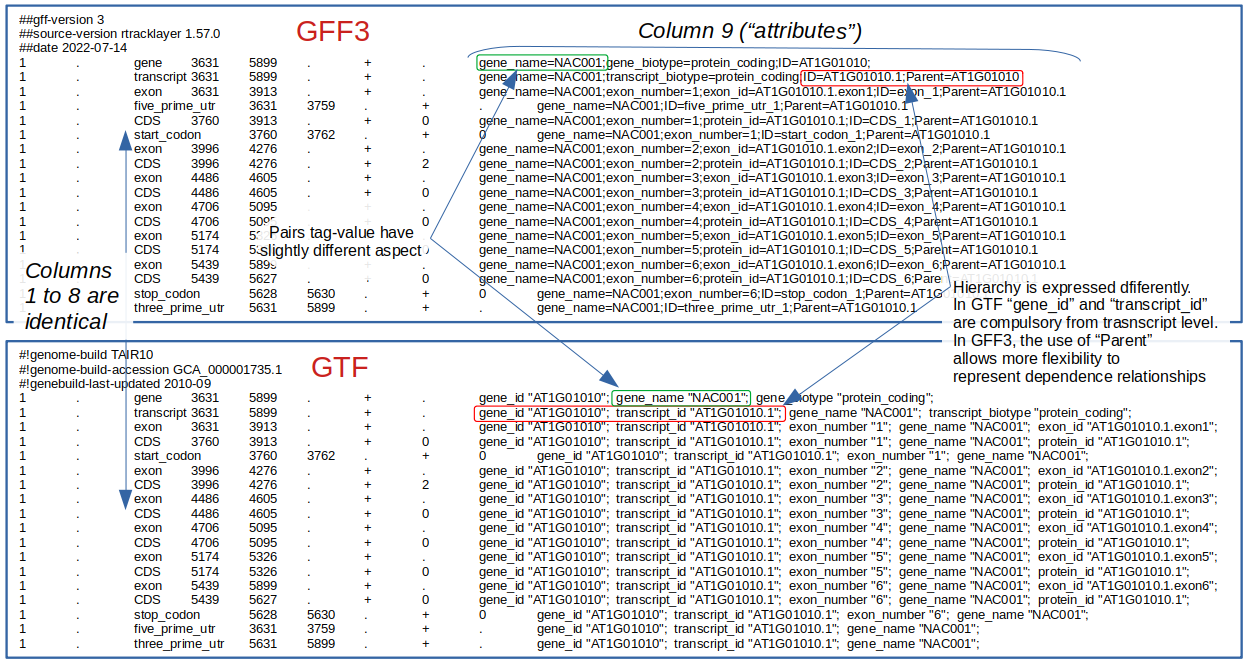 ##gff-version 3
##source-version rtracklayer 1.57.0
##date 2022-07-14
GFF3
Column 9 (“attributes”)
1 . gene 3631 5899 . + . gene_name=NAC001;gene_biotype=protein_coding;ID=AT1G01010;
1 . transcript 3631 5899 . + . gene_name=NAC001;transcript_biotype=protein_coding;ID=AT1G01010.1;Parent=AT1G01010
1 . exon 3631 3913 . + . gene_name=NAC001;exon_number=1;exon_id=AT1G01010.1.exon1;ID=exon_1;Parent=AT1G01010.1
1 . five_prime_utr 3631 3759 . + . gene_name=NAC001;ID=five_prime_utr_1;Parent=AT1G01010.1
1 . CDS 3760 3913 . + 0 gene_name=NAC001;exon_number=1;protein_id=AT1G01010.1;ID=CDS_1;Parent=AT1G01010.1
1 . start_codon 3760 3762 . + 0 gene_name=NAC001;exon_number=1;ID=start_codon_1;Parent=AT1G01010.1
1 . exon 3996 4276 . + . gene_name=NAC001;exon_number=2;exon_id=AT1G01010.1.exon2;ID=exon_2;Parent=AT1G01010.1
1 . CDS 3996 4276 . + 2 gene_name=NAC001;exon_number=2;protein_id=AT1G01010.1;ID=CDS_2;Parent=AT1G01010.1
1 . exon 4486 4605 . + . gene_name=NAC001;exon_number=3;exon_id=AT1G01010.1.exon3;ID=exon_3;Parent=AT1G01010.1
1 . CDS 4486 4605 . + 0 gene_name=NAC001;exon_number=3;protein_id=AT1G01010.1;ID=CDS_3;Parent=AT1G01010.1
1 . exon 4706 5095 . + . gene_name=NAC001;exon_number=4;exon_id=AT1G01010.1.exon4;ID=exon_4;Parent=AT1G01010.1
1 . CDS 4706 0 gene_name=NAC001;exon_number=4;protein_id=AT1G01010.1;ID=CDS_4;Parent=AT1G01010.1
1 . exon 5174 . gene_name=NAC001;exon_number=5;exon_id=AT1G01010.1.exon5;ID=exon_5;Parent=AT1G01010.1
1 . CDS 5174 gene_name=NAC001;exon_number=5;protein_id=AT1G01010.1;ID=CDS_5;Parent=AT1G01010.1
exon 5439 5899 . gene_name=NAC001;exon_number=6;exon_id=AT1G01010.1.exon6;ID=exon_6;Parent=AT1G01010.1
CDS 5439 5627 . + 0 gene_name=NAC001;exon_number=6;protein_id=AT1G01010.1;ID=CDS_6;
stop_codon 5628 5630 . + 0 gene_name=NAC001;exon_number=6;ID=stop_codon_1;
three_prime_utr 5631 5899 . + . gene_name=NAC001;ID=three_prime_utr_1;Parent=AT1G01010.1
Pairs tag-value have
slightly different aspect
Columns
1 to 8 are
identical
Hierarchy is expressed dfiferently.
In GTF “gene_id” and “transcript_id”
are compulsory from trasnscript level.
In GFF3, the use of “Parent”
allows more flexibility to
represent dependence relationships
#!genome-build TAIR10
#!genome-build-accession GCA_000001735.1
#!genebuild-last-updated 2010-09
GTF
1 . gene 3631 5899 . + . gene_id "AT1G01010"; gene_name "NAC001"; gene_biotype "protein_coding";
1 . transcript 3631 5899 . + . gene_id "AT1G01010"; transcript_id "AT1G01010.1"; gene_name "NAC001"; transcript_biotype "protein_coding";
1 . exon 3631 3913 . + . gene_id "AT1G01010"; transcript_id "AT1G01010.1"; exon_number "1"; gene_name "NAC001"; exon_id "AT1G01010.1.exon1";
1 . CDS 3760 3913 . + 0 gene_id "AT1G01010"; transcript_id "AT1G01010.1"; exon_number "1"; gene_name "NAC001"; protein_id "AT1G01010.1";
1 . start_codon 3760 3762 . + 0 gene_id "AT1G01010"; transcript_id "AT1G01010.1"; exon_number "1"; gene_name "NAC001";
1 . exon 3996 4276 . + . gene_id "AT1G01010"; transcript_id "AT1G01010.1"; exon_number "2"; gene_name "NAC001"; exon_id "AT1G01010.1.exon2";
1 . CDS 3996 4276 . + 2 gene_id "AT1G01010"; transcript_id "AT1G01010.1"; exon_number "2"; gene_name "NAC001"; protein_id "AT1G01010.1";
1 . exon 4486 4605 . + . gene_id "AT1G01010"; transcript_id "AT1G01010.1"; exon_number "3"; gene_name "NAC001"; exon_id "AT1G01010.1.exon3";
1 . CDS 4486 4605 . + 0 gene_id "AT1G01010"; transcript_id "AT1G01010.1"; exon_number "3"; gene_name "NAC001"; protein_id "AT1G01010.1";
1 . exon 4706 5095 . + . gene_id "AT1G01010"; transcript_id "AT1G01010.1"; exon_number "4"; gene_name "NAC001"; exon_id "AT1G01010.1.exon4";
1 . CDS 4706 5095 . + 0 gene_id "AT1G01010"; transcript_id "AT1G01010.1"; exon_number "4"; gene_name "NAC001"; protein_id "AT1G01010.1";
1 . exon 5174 5326 . + . gene_id "AT1G01010"; transcript_id "AT1G01010.1"; exon_number "5"; gene_name "NAC001"; exon_id "AT1G01010.1.exon5";
1 . CDS 5174 5326 . + 0 gene_id "AT1G01010"; transcript_id "AT1G01010.1"; exon_number "5"; gene_name "NAC001"; protein_id "AT1G01010.1";
1 . exon 5439 5899 . + . gene_id "AT1G01010"; transcript_id "AT1G01010.1"; exon_number "6"; gene_name "NAC001"; exon_id "AT1G01010.1.exon6";
1 . CDS 5439 5627 . + 0 gene_id "AT1G01010"; transcript_id "AT1G01010.1"; exon_number "6"; gene_name "NAC001"; protein_id "AT1G01010.1";
1 . stop_codon 5628 5630 . + 0 gene_id "AT1G01010"; transcript_id "AT1G01010.1"; exon_number "6"; gene_name "NAC001";
1 . five_prime_utr 3631 3759 . + . gene_id "AT1G01010"; transcript_id "AT1G01010.1"; gene_name "NAC001";
1 . three_prime_utr 5631 5899 . + . gene_id "AT1G01010"; transcript_id "AT1G01010.1"; gene_name "NAC001";